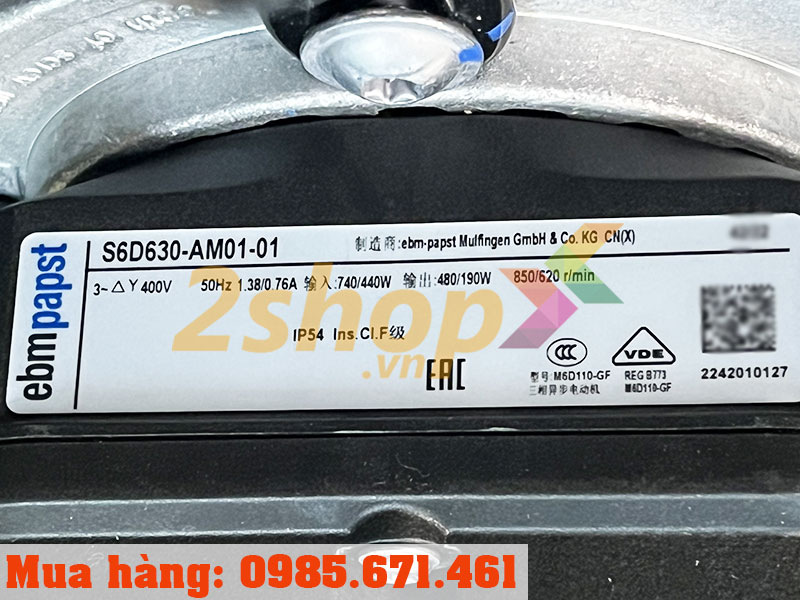 ebmpapst
S6D630-AM01-01
制造商:ebm-papst Mulfingen GmbH & Co. KG CN(X)
3~ △ Y 400V 50Hz 1.38/0.76A 输入:740/440W 输出:480/190W 850/620 r/min
IP54 Ins.Cl.F级
2shop
.vn
EAC
CCC
VDE
型号:M6D110-GF
三相异步电动机
REG B773
M6D110-GF
2242010127
Mua hàng: 0985.671.461